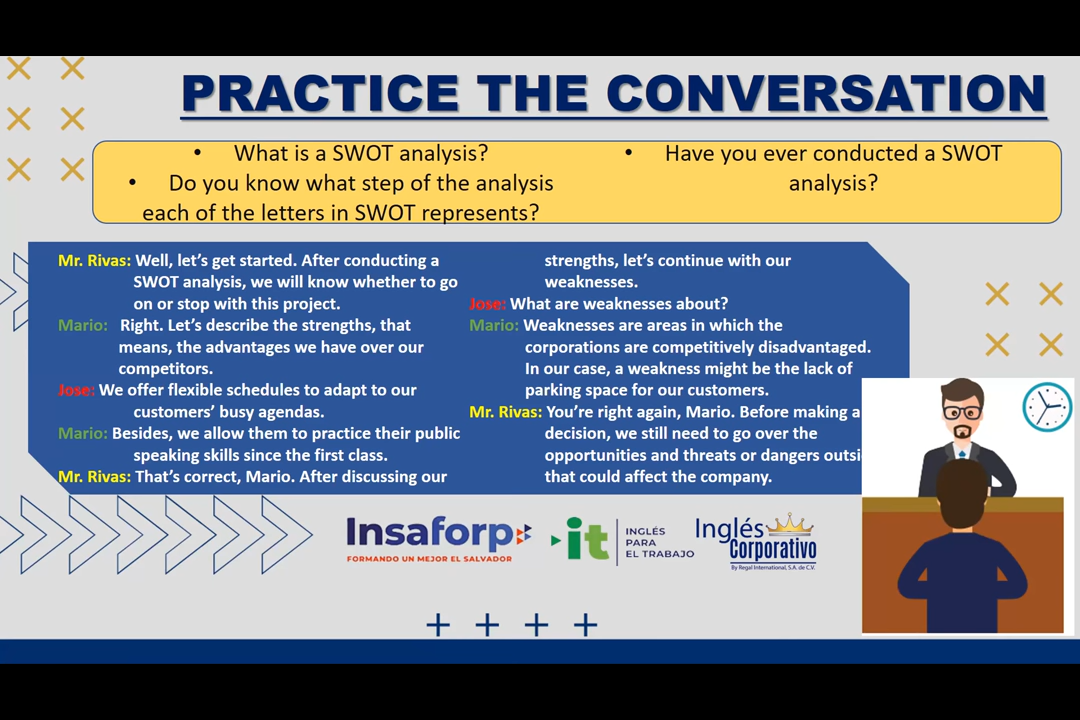 PRACTICE THE CONVERSATION
• What is a SWOT analysis?
• Do you know what step of the analysis
each of the letters in SWOT represents?
• Have you ever conducted a SWOT
analysis?
Mr. Rivas: Well, let’s get started. After conducting a
SWOT analysis, we will know whether to go
on or stop with this project.
Mario: Right. Let’s describe the strengths, that
means, the advantages we have over our
competitors.
Jose: We offer flexible schedules to adapt to our
customers’ busy agendas.
Mario: Besides, we allow them to practice their public
speaking skills since the first class.
Mr. Rivas: That’s correct, Mario. After discussing our
strengths, let’s continue with our
weaknesses.
Jose: What are weaknesses about?
Mario: Weaknesses are areas in which the
corporations are competitively disadvantaged.
In our case, a weakness might be the lack of
parking space for our customers.
Mr. Rivas: You’re right again, Mario. Before making a
decision, we still need to go over the
opportunities and threats or dangers outsi
that could affect the company.
Insaforp
FORMANDO UN MEJOR EL SALVADOR
it
INGLÉS
PARA
EL TRABAJO
Inglés
Corporativo
By Regal International, S.A. de C.V.